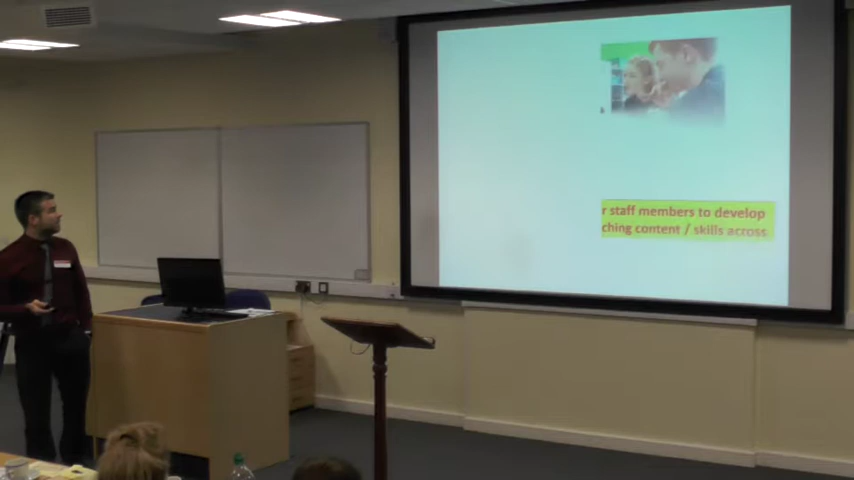 r staff members to develop
ching content / skills across